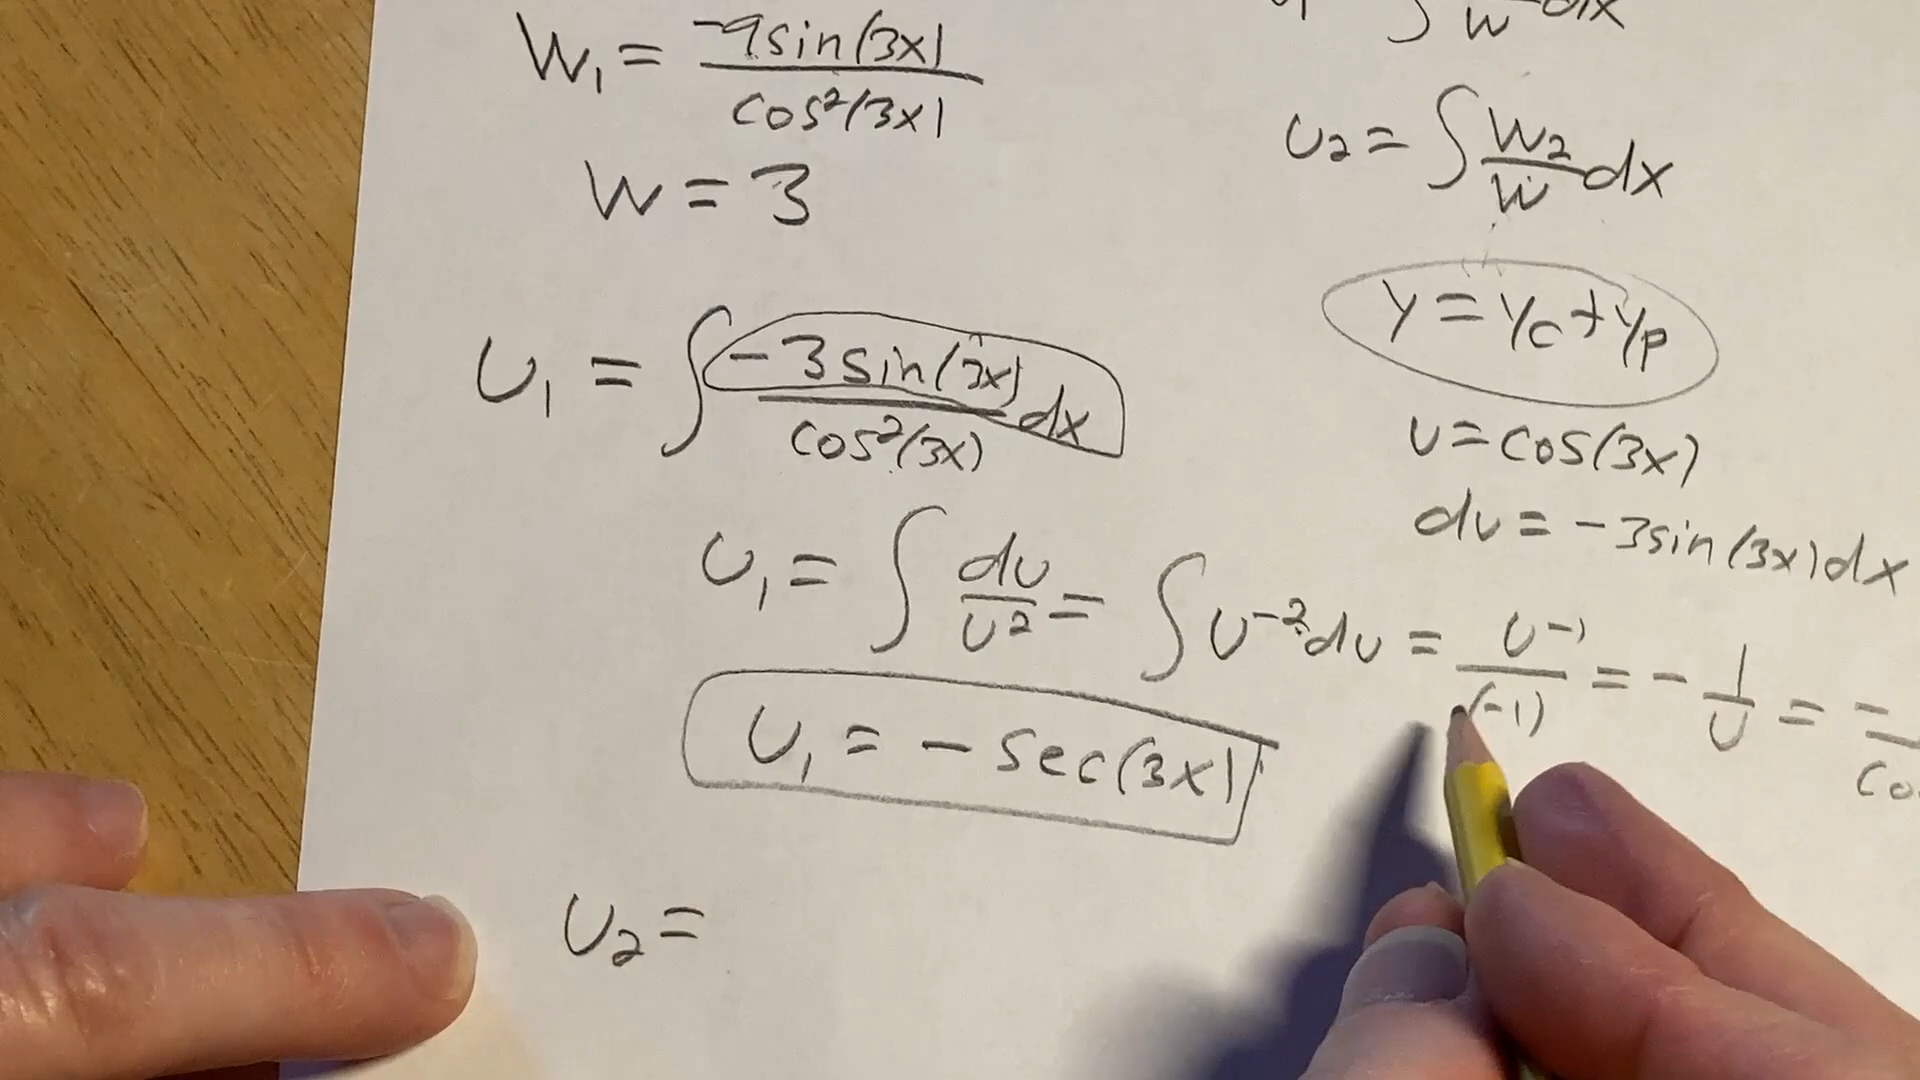 W₁ = -9sin(3x) / cos²(3x)
W = 3
dx
W
U₂ = ∫ W₂/W dx
y = yc + yp
U₁ = ∫ -3sin(3x) / cos²(3x) dx
u = cos(3x)
du = -3sin(3x)dx
U₁ = ∫ du/u² = ∫ u⁻² du = u⁻¹/(-1) = - 1/u = -
U₁ = - sec(3x)
U₂ =